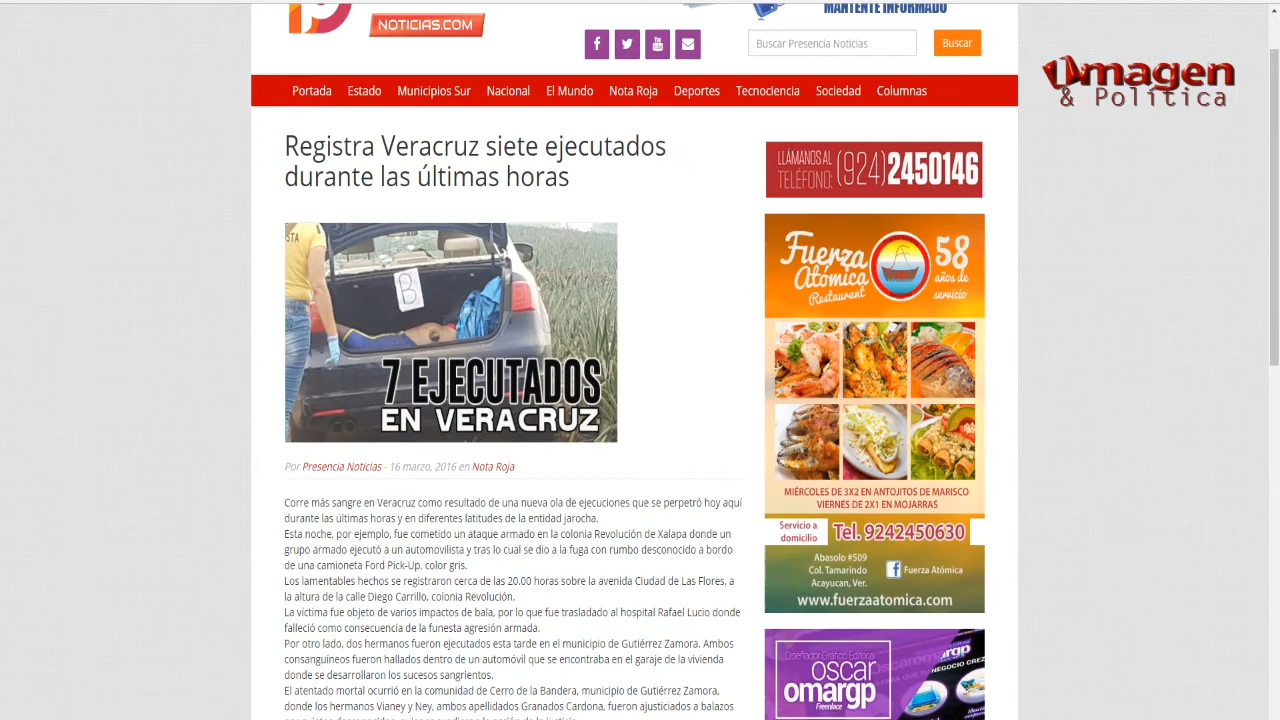 NOTICIAS.COM
MANTENTE INFORMADO
Buscar Presencia Noticias
Buscar
Imagen
& Política
Portada Estado Municipios Sur Nacional El Mundo Nota Roja Deportes Tecnociencia Sociedad Columnas
Registra Veracruz siete ejecutados
durante las últimas horas
B
7 EJECUTADOS
EN VERACRUZ
Por Presencia Noticias - 16 marzo, 2016 en Nota Roja
Corre más sangre en Veracruz como resultado de una nueva ola de ejecuciones que se perpetró hoy aquí
durante las últimas horas y en diferentes latitudes de la entidad jarocha.
Esta noche, por ejemplo, fue cometido un ataque armado en la colonia Revolución de Xalapa donde un
grupo armado ejecutó a un automovilista y tras lo cual se dio a la fuga con rumbo desconocido a bordo
de una camioneta Ford Pick-Up, color gris.
Los lamentables hechos se registraron cerca de las 20.00 horas sobre la avenida Ciudad de Las Flores, a
la altura de la calle Diego Carrillo, colonia Revolución.
La víctima fue objeto de varios impactos de bala, por lo que fue trasladado al hospital Rafael Lucio donde
falleció como consecuencia de la funesta agresión armada.
Por otro lado, dos hermanos fueron ejecutados esta tarde en el municipio de Gutiérrez Zamora. Ambos
consanguíneos fueron hallados dentro de un automóvil que se encontraba en el garaje de la vivienda
donde se desarrollaron los sucesos sangrientos.
El atentado mortal ocurrió en la comunidad de Cerro de la Bandera, municipio de Gutiérrez Zamora,
donde los hermanos Vianey y Ney, ambos apellidados Granados Cardona, fueron ajusticiados a balazos
LLÁMANOS AL
TELÉFONO: (924)2450146
Fuerza
Atómica
Restaurant
58
años de
servicio
MIÉRCOLES DE 3X2 EN ANTOJITOS DE MARISCO
VIERNES DE 2X1 EN MOJARRAS
Servicio a
domicilio
Tel. 9242450630
Abasolo #509
Col. Tamarindo
Acayucan, Ver.
Fuerza Atómica
www.fuerzaatomica.com
Diseñador Gráfico Editorial
oscar
omargp
Freenlace